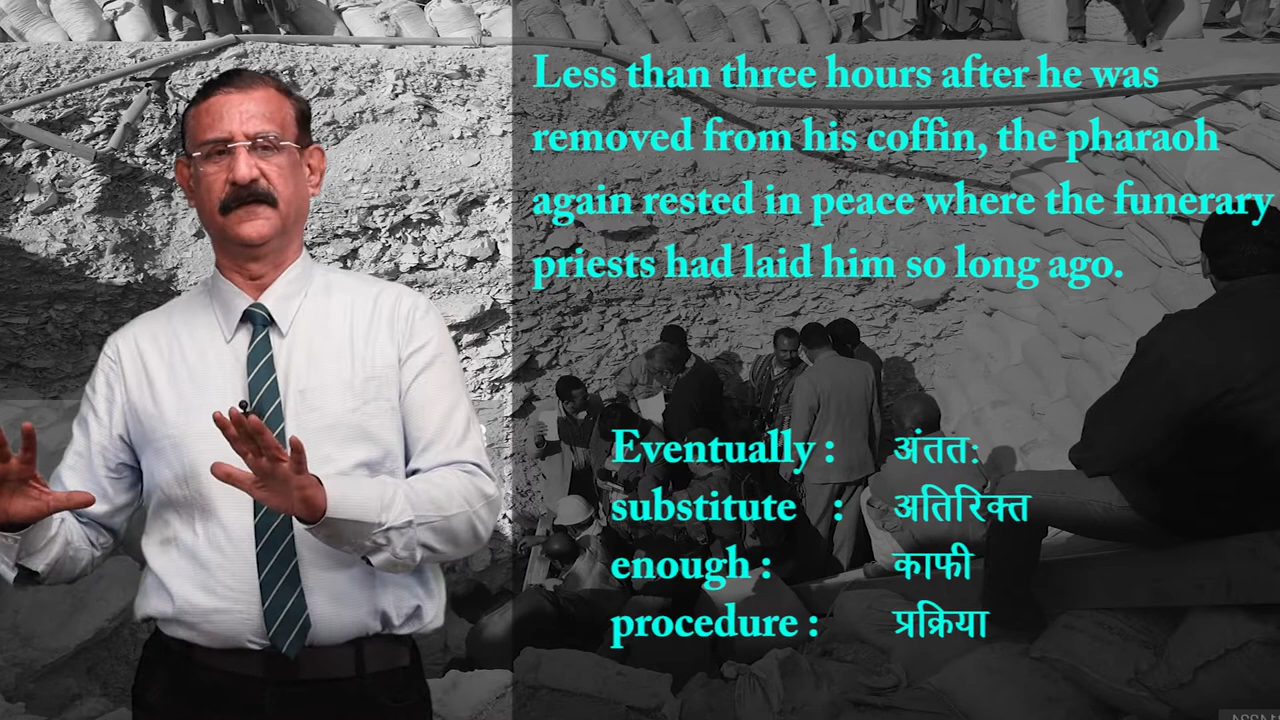 Less than three hours after he was
removed from his coffin, the pharaoh
again rested in peace where the funerary
priests had laid him so long ago.
Eventually : अंतत:
substitute : अतिरिक्त
enough : काफी
procedure : प्रक्रिया